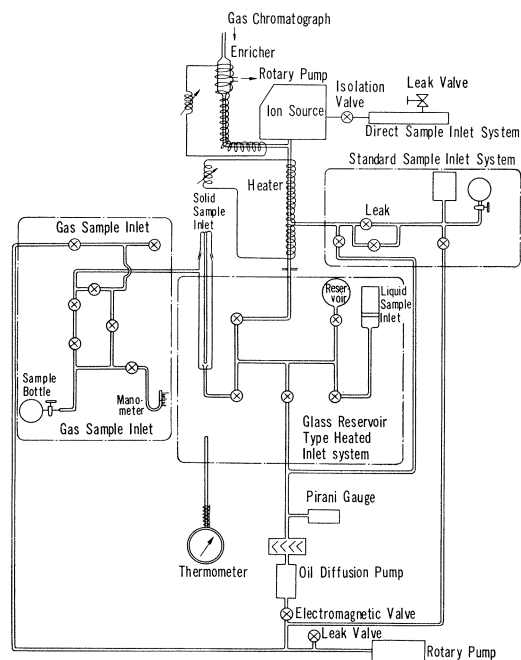 Gas Chromatograph
Enricher
Rotary Pump
Ion Source
Isolation
Valve
Leak Valve
Direct Sample Inlet System
Standard Sample Inlet System
Heater
Leak
Solid
Sample
Inlet
Gas Sample Inlet
Reser-
voir
Liquid
Sample
Inlet
Sample
Bottle
Mano-
meter
Gas Sample Inlet
Glass Reservoir
Type Heated
Inlet system
Pirani Gauge
Thermometer
Oil Diffusion Pump
Electromagnetic Valve
Leak Valve
Rotary Pump